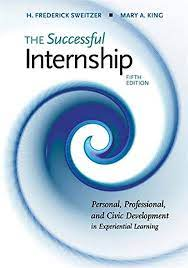 H. FREDERICK SWEITZER • MARY A. KING
THE Successful
Internship
FIFTH EDITION
Personal, Professional,
and Civic Development
in Experiential Learning